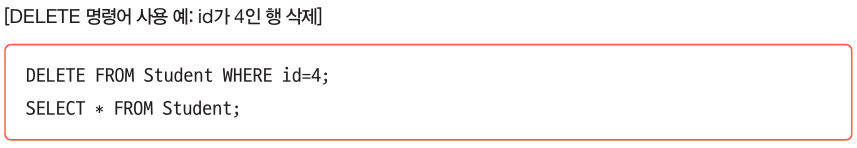 [DELETE 명령어 사용 예: id가 4인 행 삭제]
DELETE FROM Student WHERE id=4;
SELECT * FROM Student;